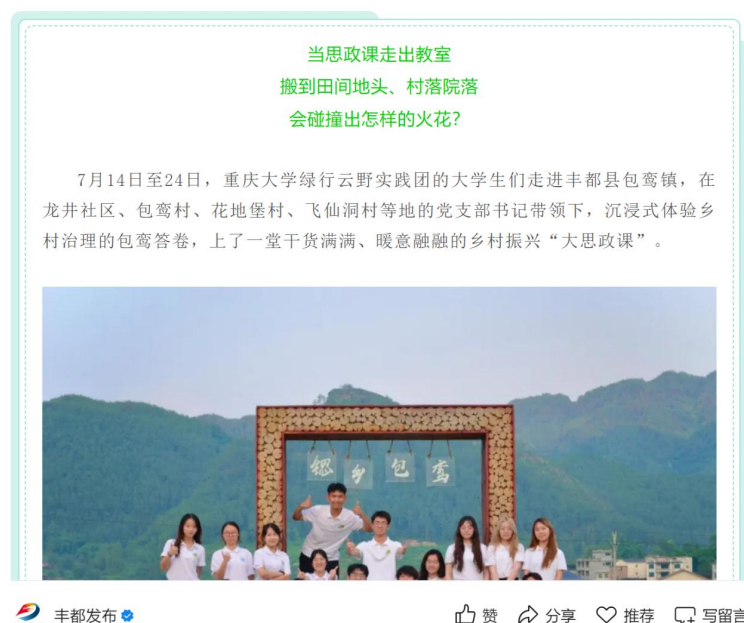 当思政课走出教室
搬到田间地头、村落院落
会碰撞出怎样的火花?
7月14日至24日，重庆大学绿行云野实践团的大学生们走进丰都县包鸾镇，在
龙井社区、包鸾村、花地堡村、飞仙洞村等地的党支部书记带领下，沉浸式体验乡
村治理的包鸾答卷，上了一堂干货满满、暖意融融的乡村振兴“大思政课”。
锶乡包鸾
丰都发布 赞 分享 推荐 写留言